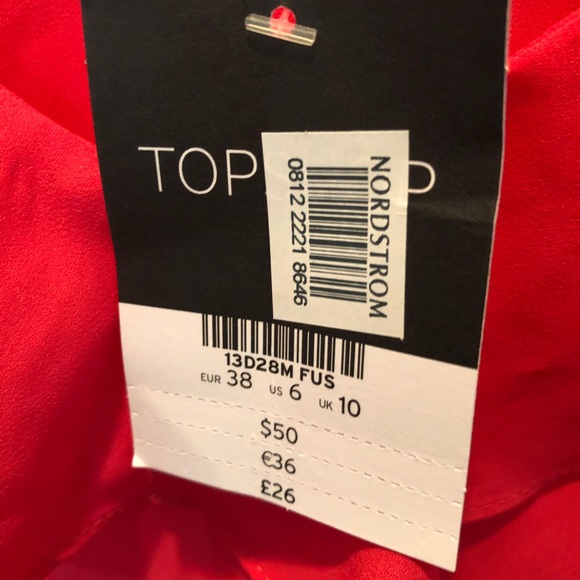 TOP P
NORDSTROM
0812 2221 8646
13D28M FUS
EUR 38 US 6 UK 10
$50
€36
£26